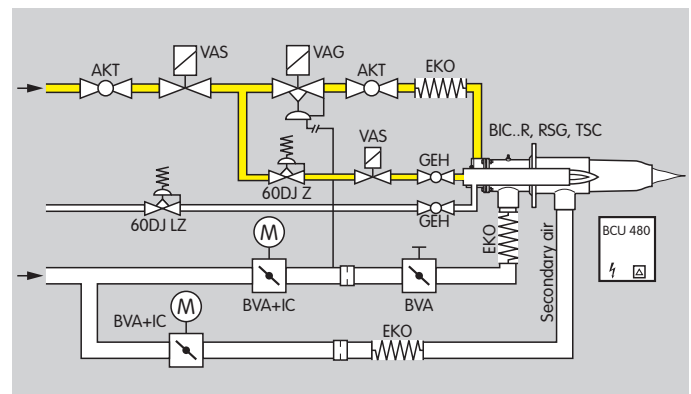 VAS
VAG
AKT
AKT
EKO
BIC..R, RSG, TSC
VAS
GEH
60DJ Z
60DJ LZ
GEH
M
EKO
Secondary air
BCU 480
BVA+IC
BVA
M
BVA+IC
EKO